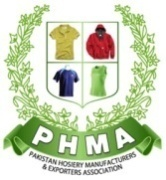 PHMA
PAKISTAN HOSIERY MANUFACTURERS
& EXPORTERS ASSOCIATION